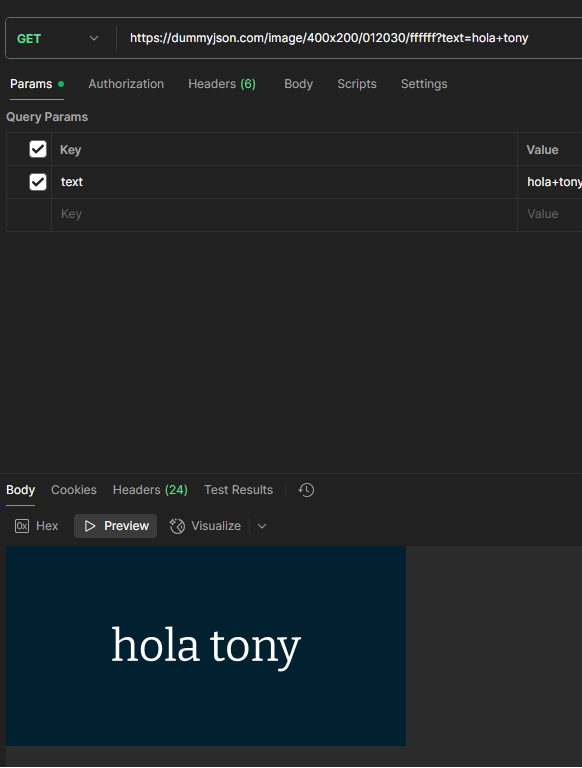 GET https://dummyjson.com/image/400x200/012030/ffffff?text=hola+tony
Params Authorization Headers (6) Body Scripts Settings
Query Params
Key Value
text hola+tony
Key Value
Body Cookies Headers (24) Test Results
0x Hex Preview Visualize
hola tony